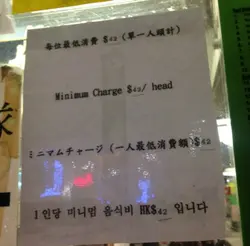 每位最低消費 $42 (單一人頭計)
Minimum Charge $42/ head
ミニマムチャージ (一人最低消費額)$42
1인당 미니멈 음식비 HK$42 입니다